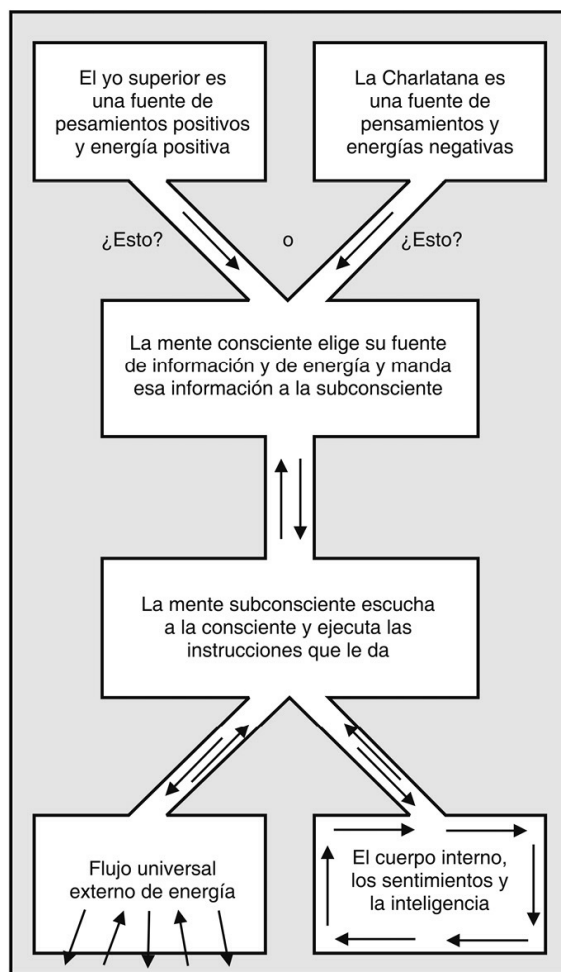 El yo superior es
una fuente de
pesamientos positivos
y energía positiva
La Charlatana es
una fuente de
pensamientos y
energías negativas
¿Esto?
o
¿Esto?
La mente consciente elige su fuente
de información y de energía y manda
esa información a la subconsciente
La mente subconsciente escucha
a la consciente y ejecuta las
instrucciones que le da
Flujo universal
externo de energía
El cuerpo interno,
los sentimientos y
la inteligencia